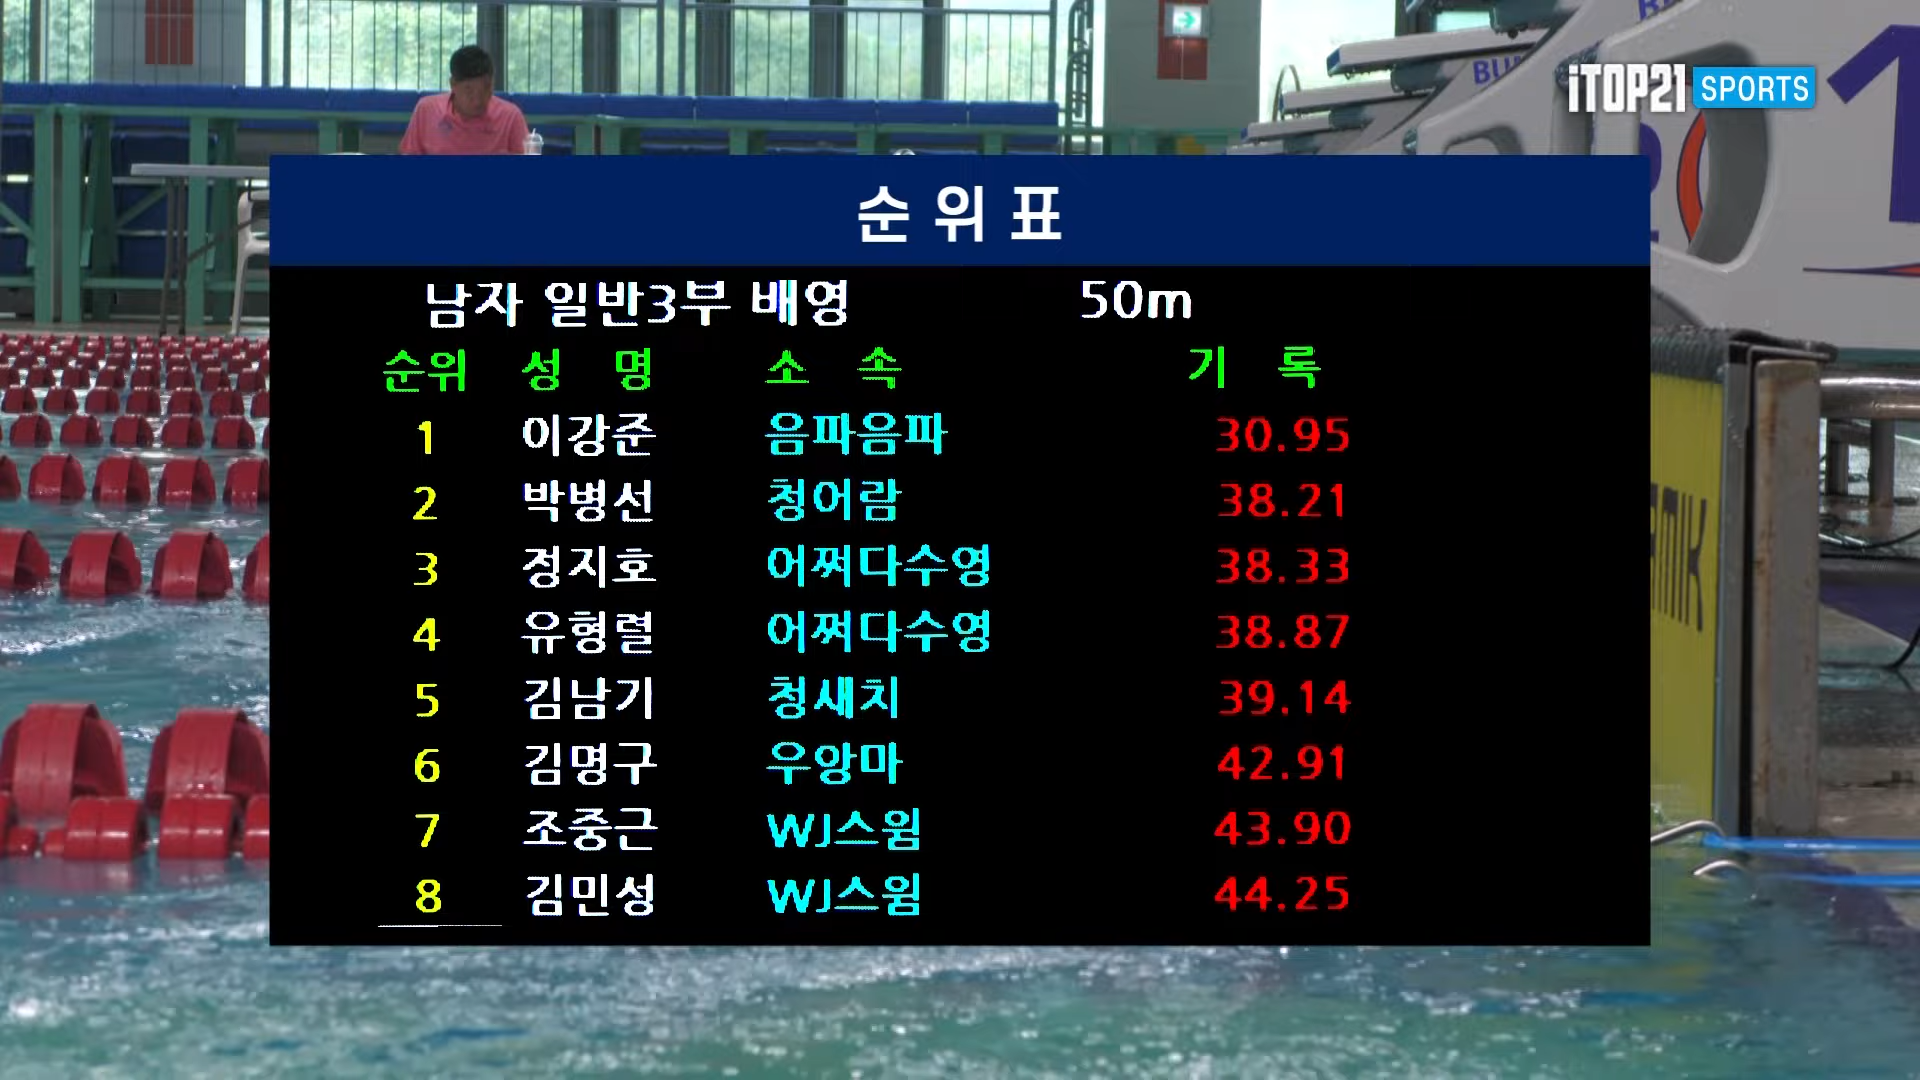 iTOP21 SPORTS
순위표
남자 일반3부 배영 50m
순위 성 명 소 속 기 록
1 이강준 음파음파 30.95
2 박병선 청어람 38.21
3 정지호 어쩌다수영 38.33
4 유형렬 어쩌다수영 38.87
5 김남기 청새치 39.14
6 김명구 우앙마 42.91
7 조중근 WJ스윔 43.90
8 김민성 WJ스윔 44.25